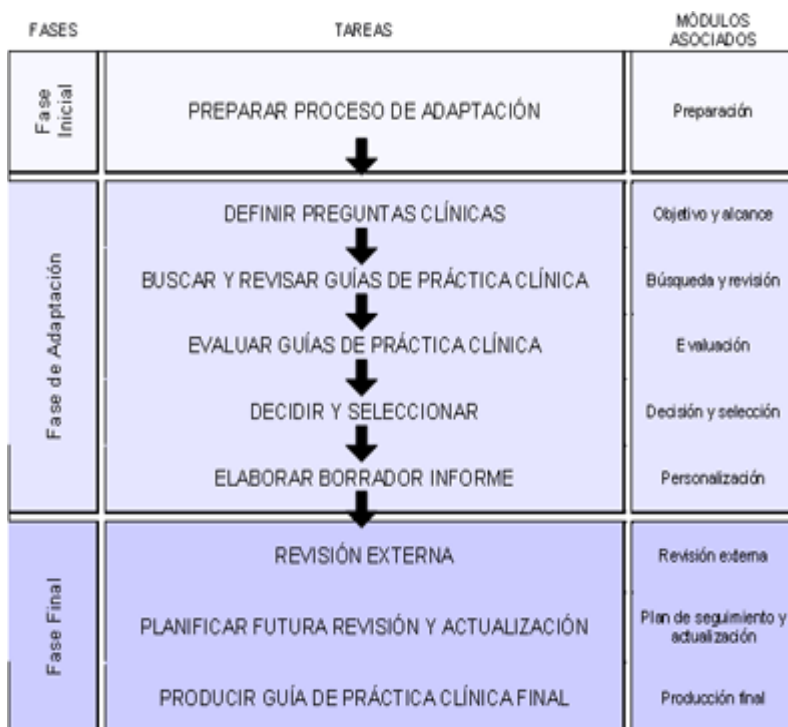 FASES
TAREAS
MÓDULOS
ASOCIADOS
Fase
Inicial
PREPARAR PROCESO DE ADAPTACIÓN
Preparación
Fase de Adaptación
DEFINIR PREGUNTAS CLÍNICAS
Objetivo y alcance
BUSCAR Y REVISAR GUÍAS DE PRÁCTICA CLÍNICA
Búsqueda y revisión
EVALUAR GUÍAS DE PRÁCTICA CLÍNICA
Evaluación
DECIDIR Y SELECCIONAR
Decisión y selección
ELABORAR BORRADOR INFORME
Personalización
Fase Final
REVISIÓN EXTERNA
Revisión externa
PLANIFICAR FUTURA REVISIÓN Y ACTUALIZACIÓN
Plan de seguimiento y
actualización
PRODUCIR GUÍA DE PRÁCTICA CLÍNICA FINAL
Producción final